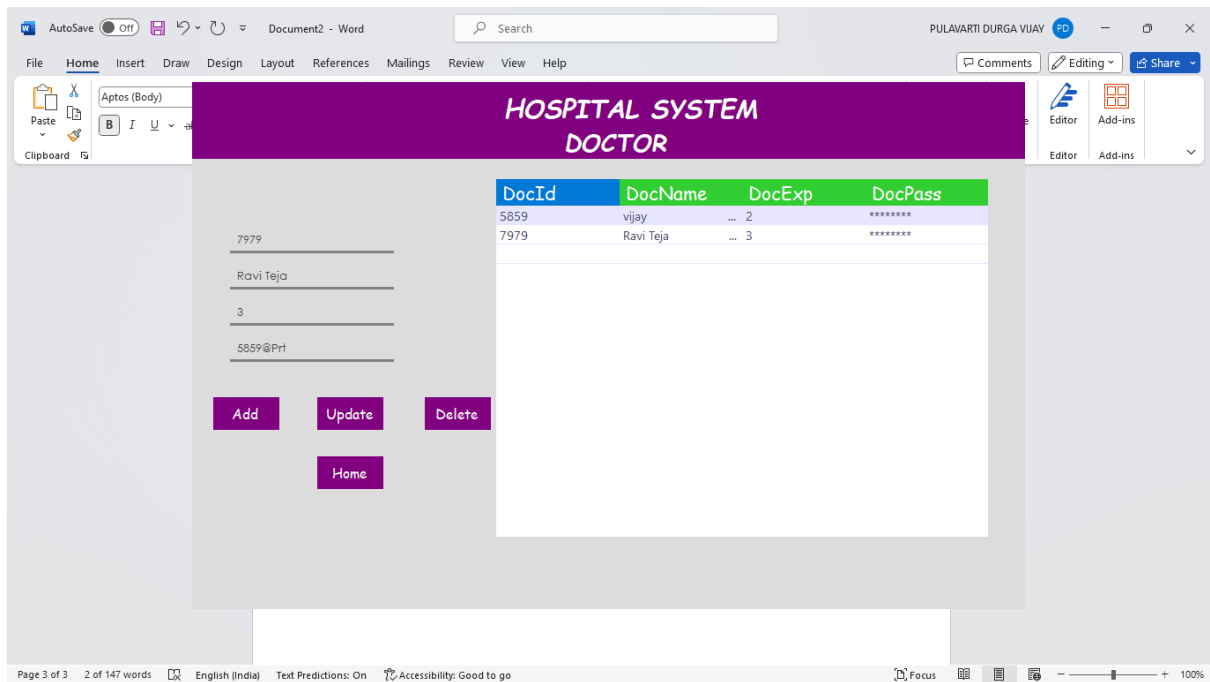 AutoSave Off Document2 - Word Search PULAVARTI DURGA VIJAY PD
File Home Insert Draw Design Layout References Mailings Review View Help Comments Editing Share
Paste Aptos (Body) Editor Add-ins
B I U
Clipboard Editor Add-ins
HOSPITAL SYSTEM
DOCTOR
DocId DocName DocExp DocPass
5859 vijay ... 2 ********
7979 Ravi Teja ... 3 ********
7979
Ravi Teja
3
5859@Prt
Add Update Delete
Home
Page 3 of 3 2 of 147 words English (India) Text Predictions: On Accessibility: Good to go Focus 100%